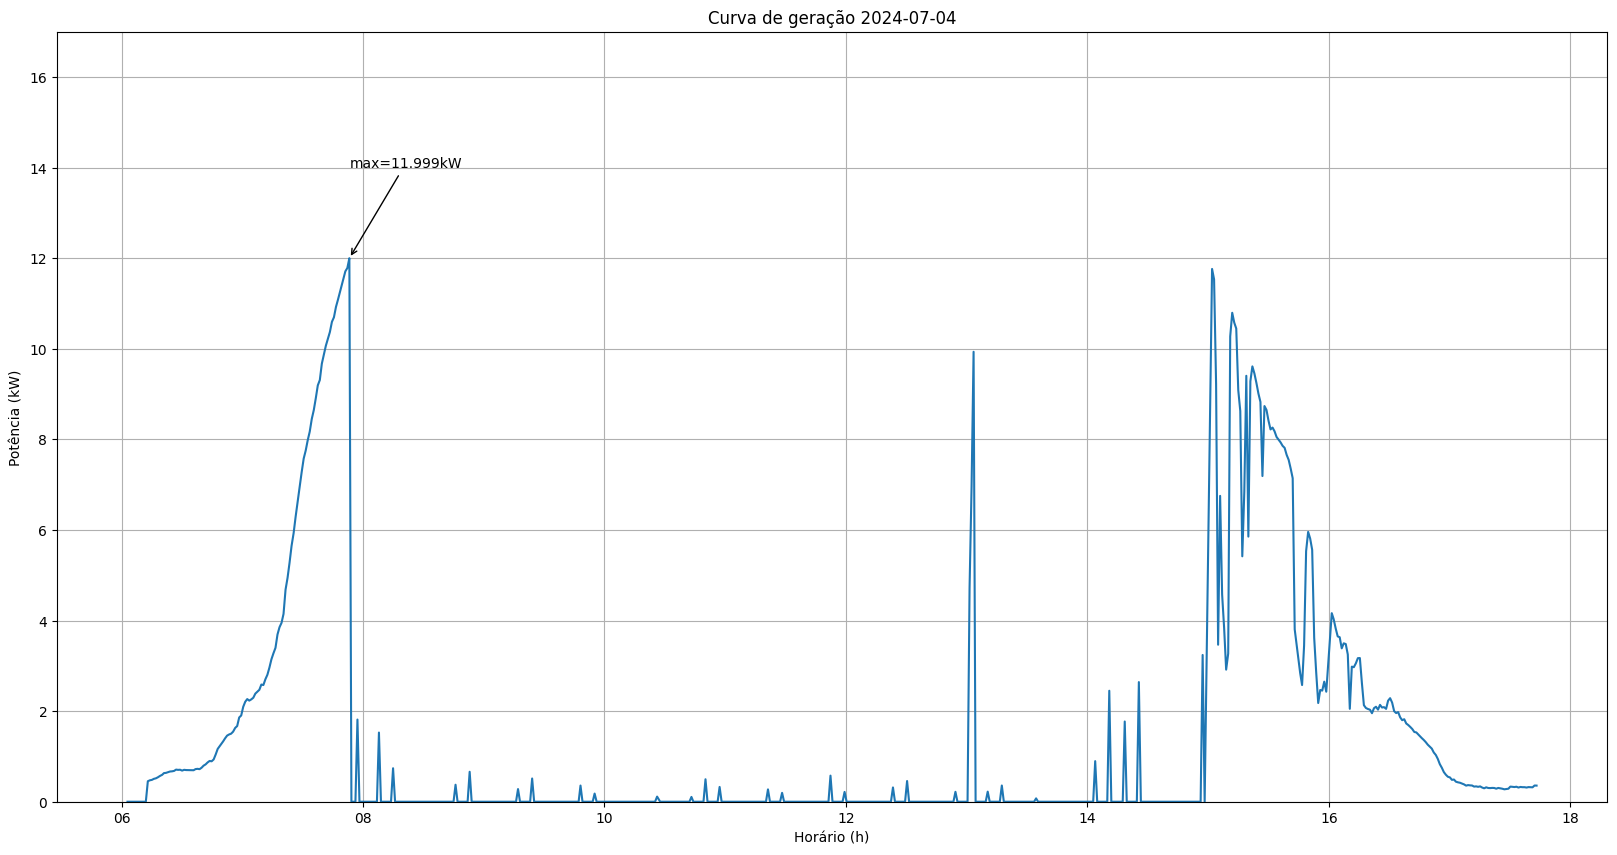 Curva de geração 2024-07-04
16
14
12
10
8
6
4
2
0
Potência (kW)
max=11.999kW
06 08 10 12 14 16 18
Horário (h)